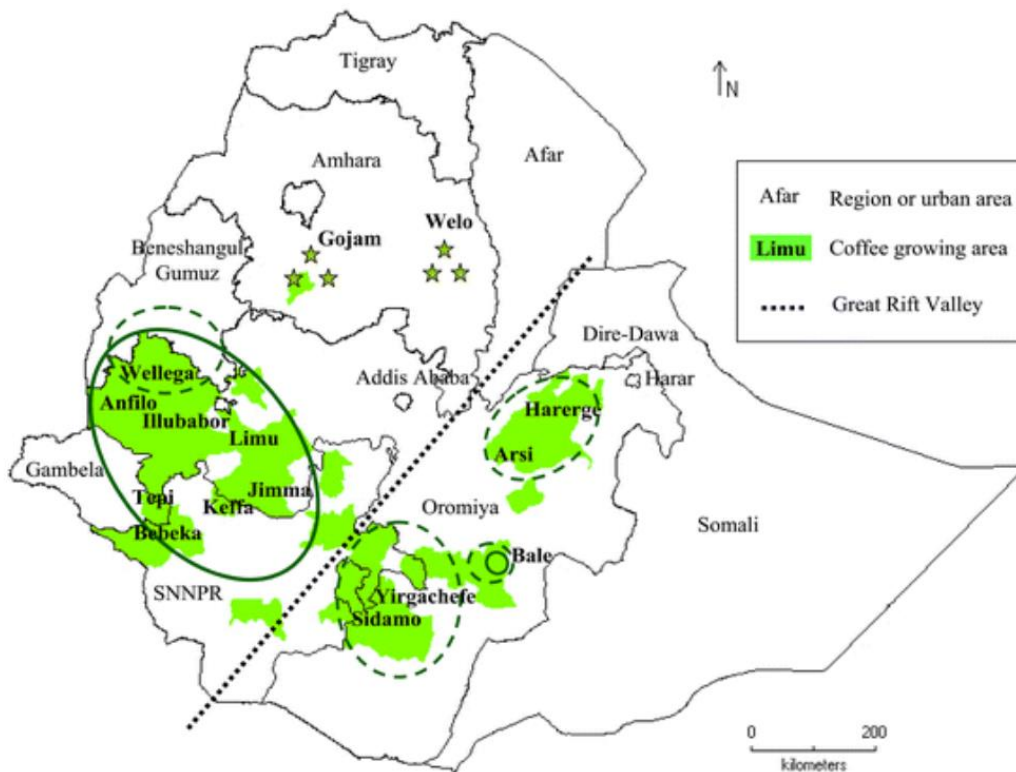 Tigray
N
Amhara
Afar
Afar
Region or urban area
Limu
Coffee growing area
Great Rift Valley
Welo
Gojam
Beneshangul
Gumuz
Dire-Dawa
Wellega
Addis Ababa
Harar
Anfilo
Harerge
Illubabor
Limu
Arsi
Gambela
Tepi
Jimma
Keffa
Oromiya
Bebeka
Somali
Bale
SNNPR
Yirgachefe
Sidamo
0
200
kilometers